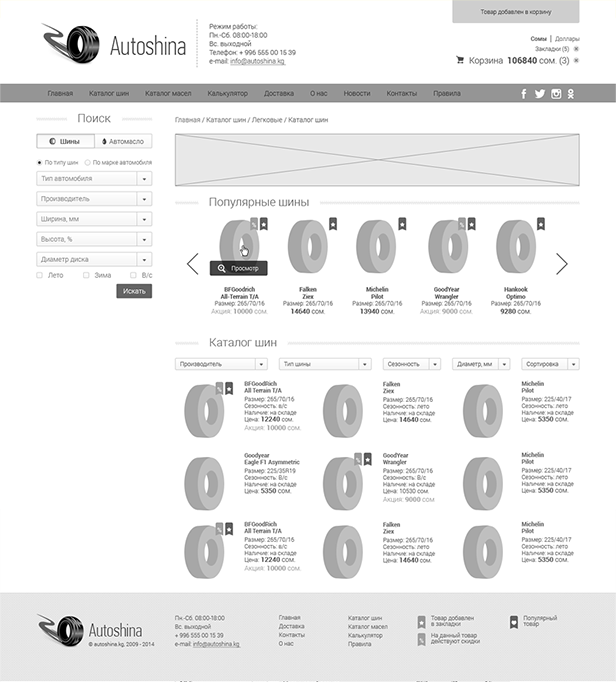 Товар добавлен в корзину
Autoshina
Режим работы:
Пн.-Сб. 08:00-18:00
Вс. выходной
Телефон: + 996 555 00 15 39
e-mail: info@autoshina.kg
Сомы | Доллары
Закладки (5)
Корзина 106840 сом. (3)
Главная Каталог шин Каталог масел Калькулятор Доставка О нас Новости Контакты Правила
Поиск
Шины Автомасло
По типу шин По марке автомобиля
Тип автомобиля
Производитель
Ширина, мм
Высота, %
Диаметр диска
Лето Зима В/с
Искать
Главная / Каталог шин / Легковые / Каталог шин
Популярные шины
Просмотр
BFGoodrich
All-Terrain T/A
Размер: 265/70/16
Акция: 10000 сом.
Falken
Ziex
Размер: 265/70/16
14640 сом.
Michelin
Pilot
Размер: 265/70/16
13940 сом.
GoodYear
Wrangler
Размер: 265/70/16
Акция: 9000 сом.
Hankook
Optimo
Размер: 265/70/16
9280 сом.
Каталог шин
Производитель Тип шины Сезонность Диаметр, мм Сортировка
BFGoodRich
All Terrain T/A
Размер: 265/70/16
Сезонность: в/с
Наличие: на складе
Цена: 12240 сом.
Акция: 10000 сом.
Falken
Ziex
Размер: 265/70/16
Сезонность: лето
Наличие: на складе
Цена: 14640 сом.
Michelin
Pilot
Размер: 225/40/17
Сезонность: лето
Наличие: на складе
Цена: 5350 сом.
Goodyear
Eagle F1 Asymmetric
Размер: 225/35R19
Сезонность: В/с
Наличие: на складе
Цена: 5350 сом.
GoodYear
Wrangler
Размер: 265/70/16
Сезонность: В/с
Наличие: на складе
Цена: 10530 сом.
Акция: 9000 сом.
Michelin
Pilot
Размер: 225/40/17
Сезонность: лето
Наличие: на складе
Цена: 5350 сом.
BFGoodRich
All Terrain T/A
Размер: 265/70/16
Сезонность: в/с
Наличие: на складе
Цена: 12240 сом.
Акция: 10000 сом.
Falken
Ziex
Размер: 265/70/16
Сезонность: лето
Наличие: на складе
Цена: 14640 сом.
Michelin
Pilot
Размер: 225/40/17
Сезонность: лето
Наличие: на складе
Цена: 5350 сом.
Autoshina
© autoshina.kg, 2009 - 2014
Пн.-Сб. 08:00-18:00
Вс. выходной
+ 996 555 00 15 39
e-mail: info@autoshina.kg
Главная
Доставка
Контакты
О нас
Каталог шин
Каталог масел
Калькулятор
Правила
Товар добавлен
в закладки
На данный товар
действуют скидки
Популярный
товар